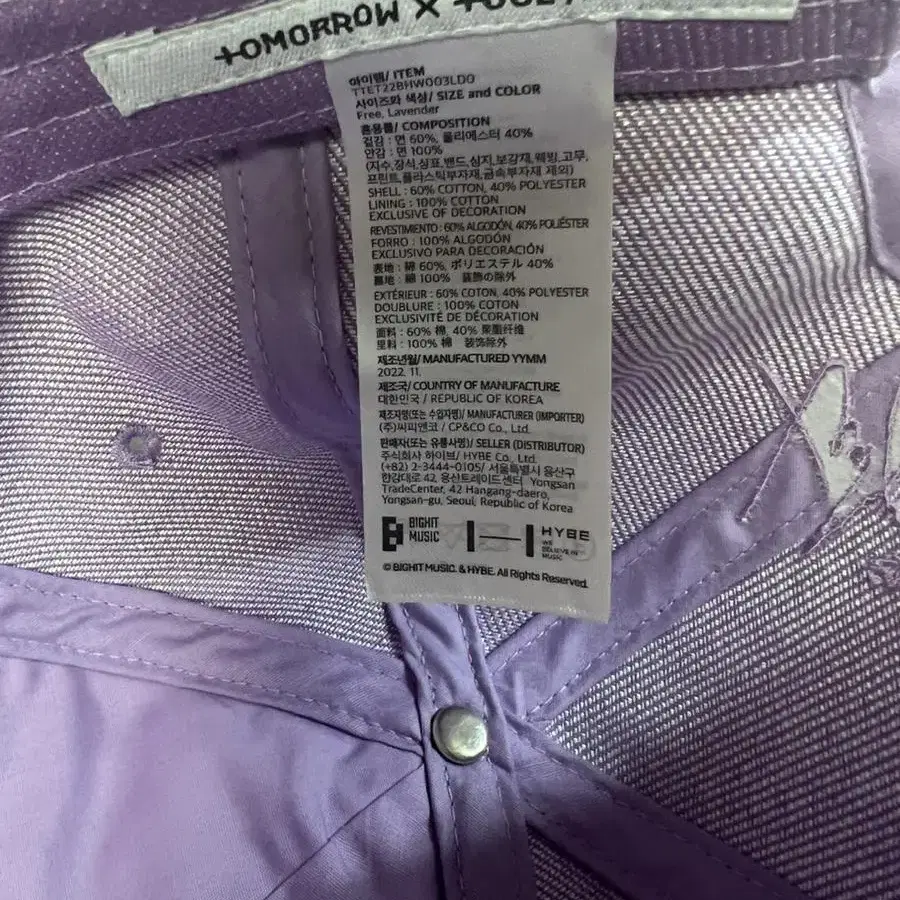 TOMORROW X
아이템/ ITEM
TTET22BHW003LD0
사이즈와 색상/ SIZE and COLOR
Free, Lavender
혼용률/ COMPOSITION
겉감 : 면 60%, 폴리에스터 40%
안감 : 면 100%
(지수,장식,상표,밴드,심지,보강재,웨빙,고무,
프린트,플라스틱부자재,금속부자재 제외)
SHELL : 60% COTTON, 40% POLYESTER
LINING : 100% COTTON
EXCLUSIVE OF DECORATION
REVESTIMENTO : 60% ALGODÓN, 40% POLIÉSTER
FORRO : 100% ALGODÓN
EXCLUSIVO PARA DECORACIÓN
表地 : 綿 60%, ポリエステル 40%
裏地 : 綿 100% 装飾の除外
EXTÉRIEUR : 60% COTON, 40% POLYESTER
DOUBLURE : 100% COTON
EXCLUSIVITÉ DE DÉCORATION
面料 : 60% 棉, 40% 聚酯纤维
里料 : 100% 棉 装饰除外
제조년월/ MANUFACTURED YYMM
2022. 11.
제조국/ COUNTRY OF MANUFACTURE
대한민국 / REPUBLIC OF KOREA
제조자명(또는 수입자명)/ MANUFACTURER (IMPORTER)
(주)씨피엔코 / CP&CO Co., Ltd.
판매자(또는 유통사명)/ SELLER (DISTRIBUTOR)
주식회사 하이브/ HYBE Co., Ltd.
(+82) 2-3444-0105/ 서울특별시 용산구
한강대로 42, 용산트레이드센터 Yongsan
TradeCenter, 42 Hangang-daero,
Yongsan-gu, Seoul, Republic of Korea
BIGHIT
MUSIC
HYBE
WE
BELIEVE IN
MUSIC
© BIGHIT MUSIC. & HYBE. All Rights Reserved.